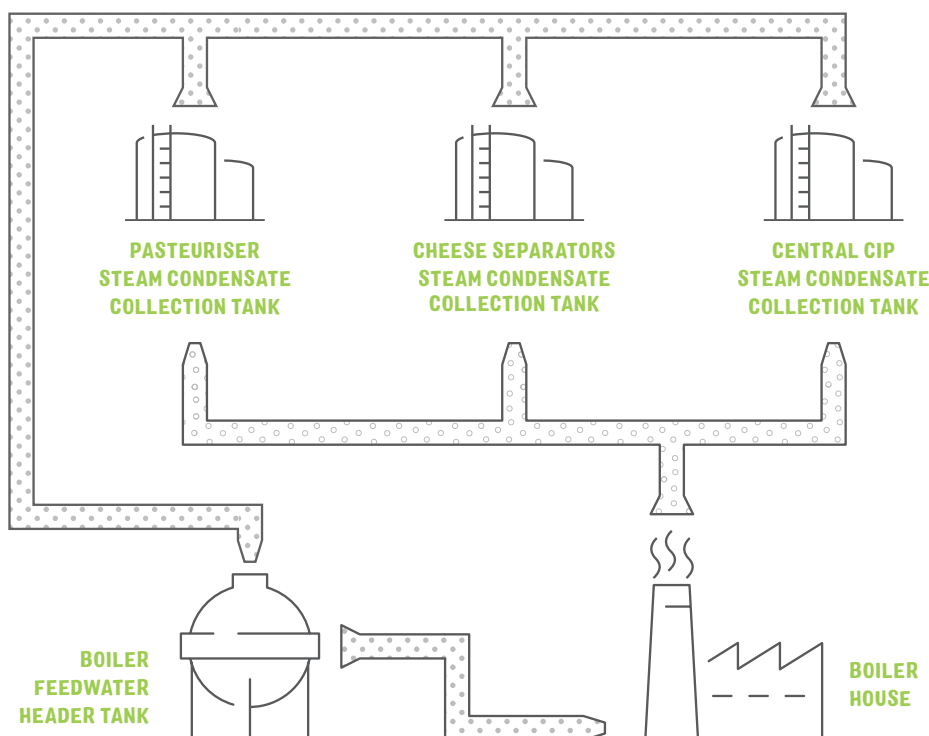 PASTEURISER
STEAM CONDENSATE
COLLECTION TANK
CHEESE SEPARATORS
STEAM CONDENSATE
COLLECTION TANK
CENTRAL CIP
STEAM CONDENSATE
COLLECTION TANK
BOILER
FEEDWATER
HEADER TANK
BOILER
HOUSE